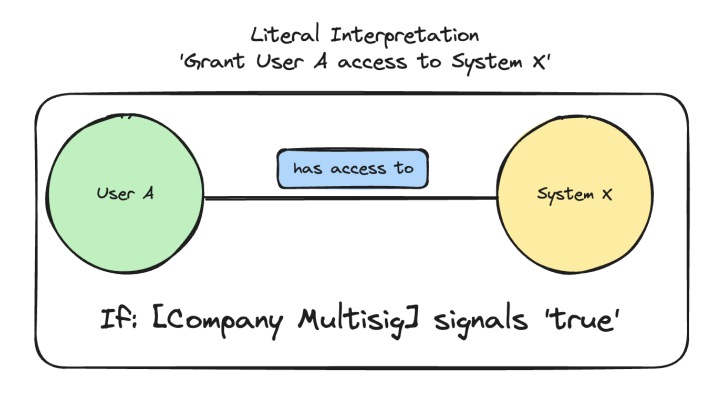 Literal Interpretation
'Grant User A access to System X'
has access to
User A
System X
If: [Company Multisig] signals 'true'